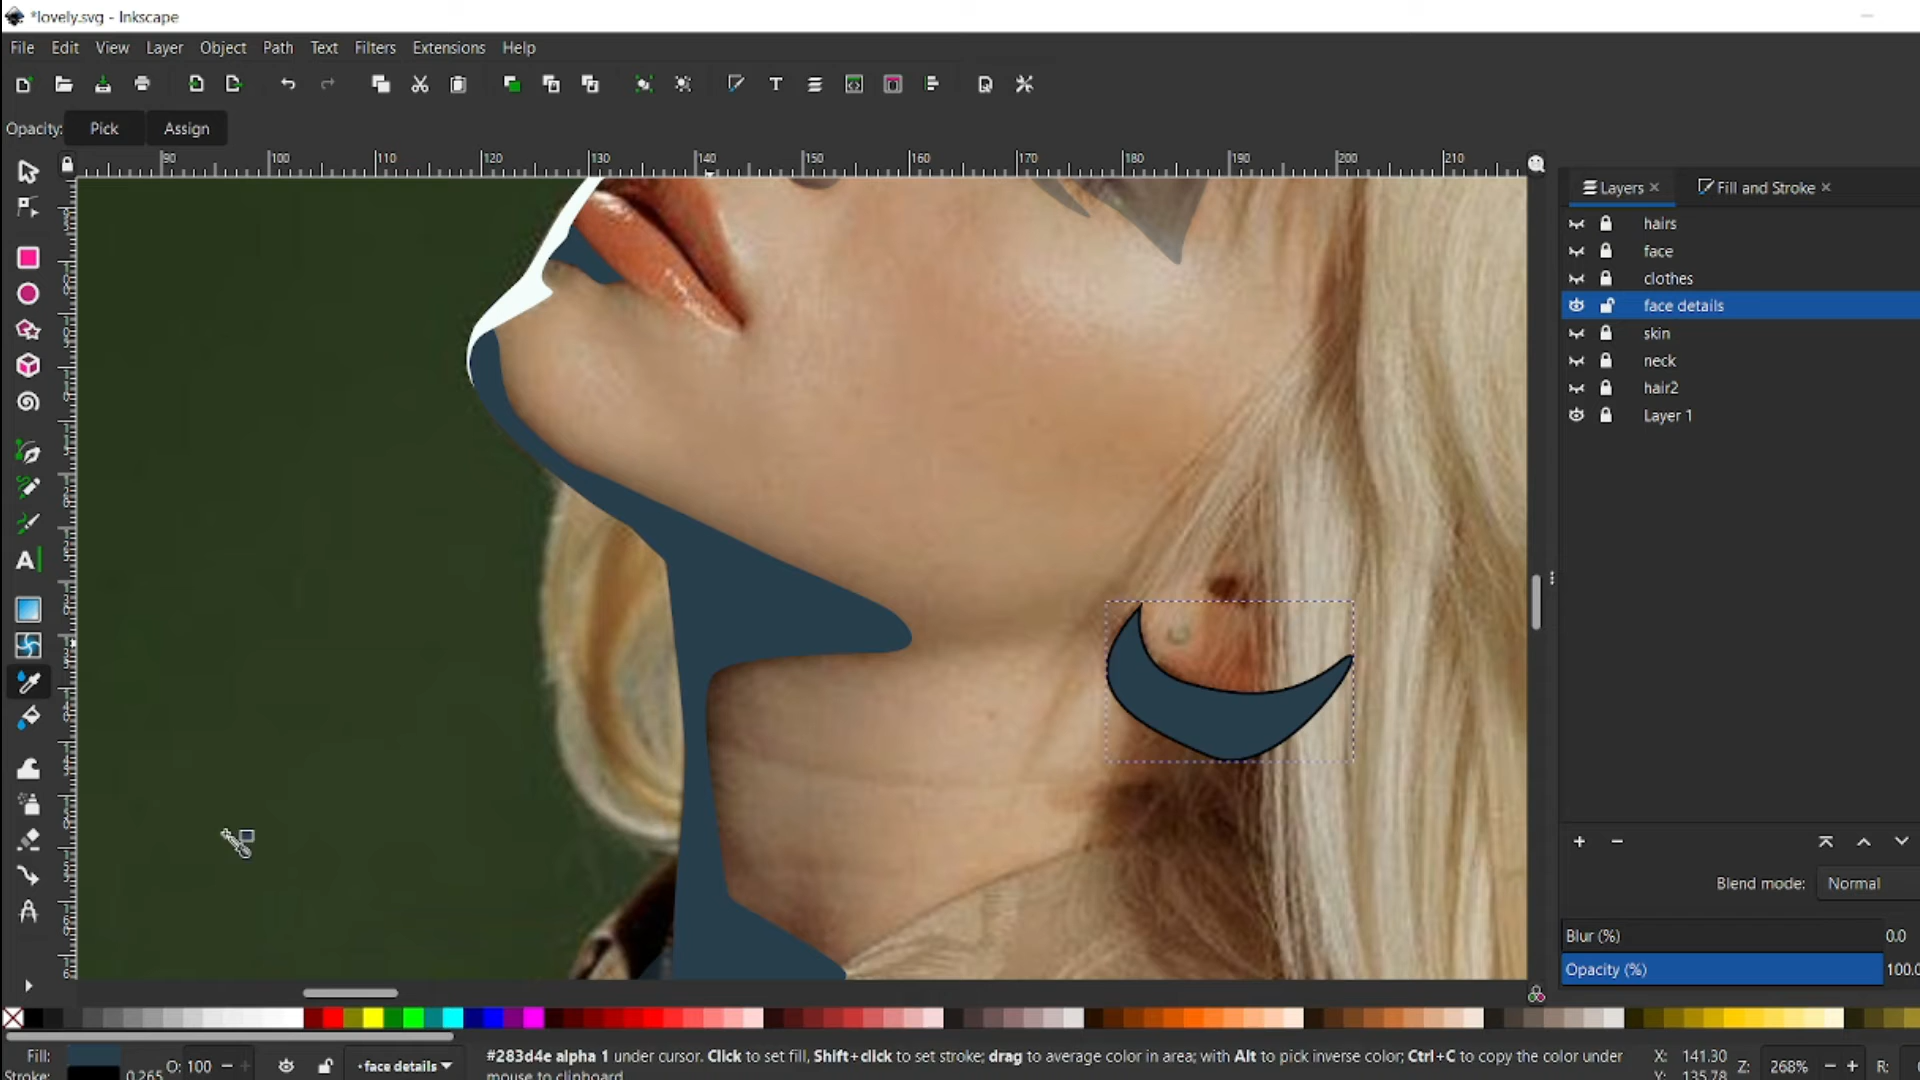 *lovely.svg - Inkscape
File Edit View Layer Object Path Text Filters Extensions Help
Opacity: Pick Assign
90 100 110 120 130 140 150 160 170 180 190 200 210
Layers Fill and Stroke
hairs
face
clothes
face details
skin
neck
hair2
Layer 1
Blend mode: Normal
Blur (%) 0.0
Opacity (%) 100.0
Fill:
Stroke: 0.265
O: 100
face details
#283d4e alpha 1 under cursor. Click to set fill, Shift+click to set stroke; drag to average color in area; with Alt to pick inverse color; Ctrl+C to copy the color under
mouse to clipboard
X: 141.30
Y: 135.78
Z: 268%
R: